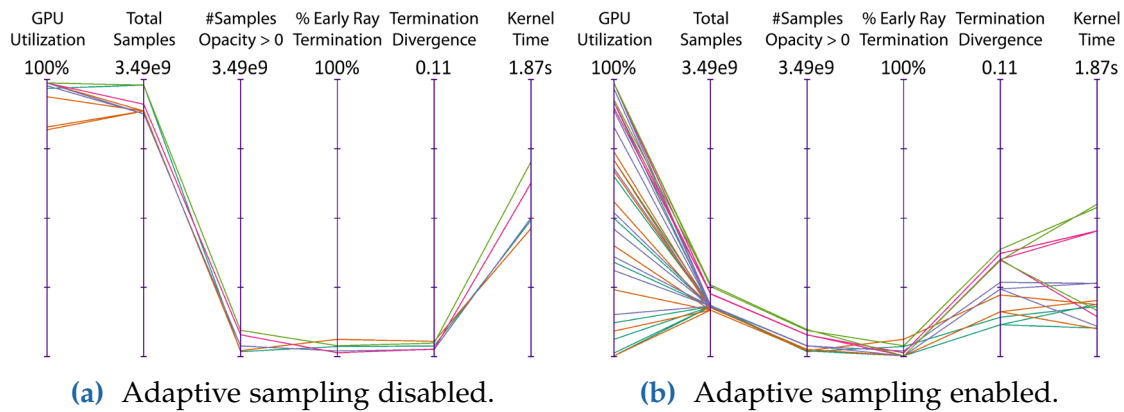 GPU Utilization
Total Samples
#Samples Opacity > 0
% Early Ray Termination
Termination Divergence
Kernel Time
100%
3.49e9
3.49e9
100%
0.11
1.87s
GPU Utilization
Total Samples
#Samples Opacity > 0
% Early Ray Termination
Termination Divergence
Kernel Time
100%
3.49e9
3.49e9
100%
0.11
1.87s
(a) Adaptive sampling disabled.
(b) Adaptive sampling enabled.